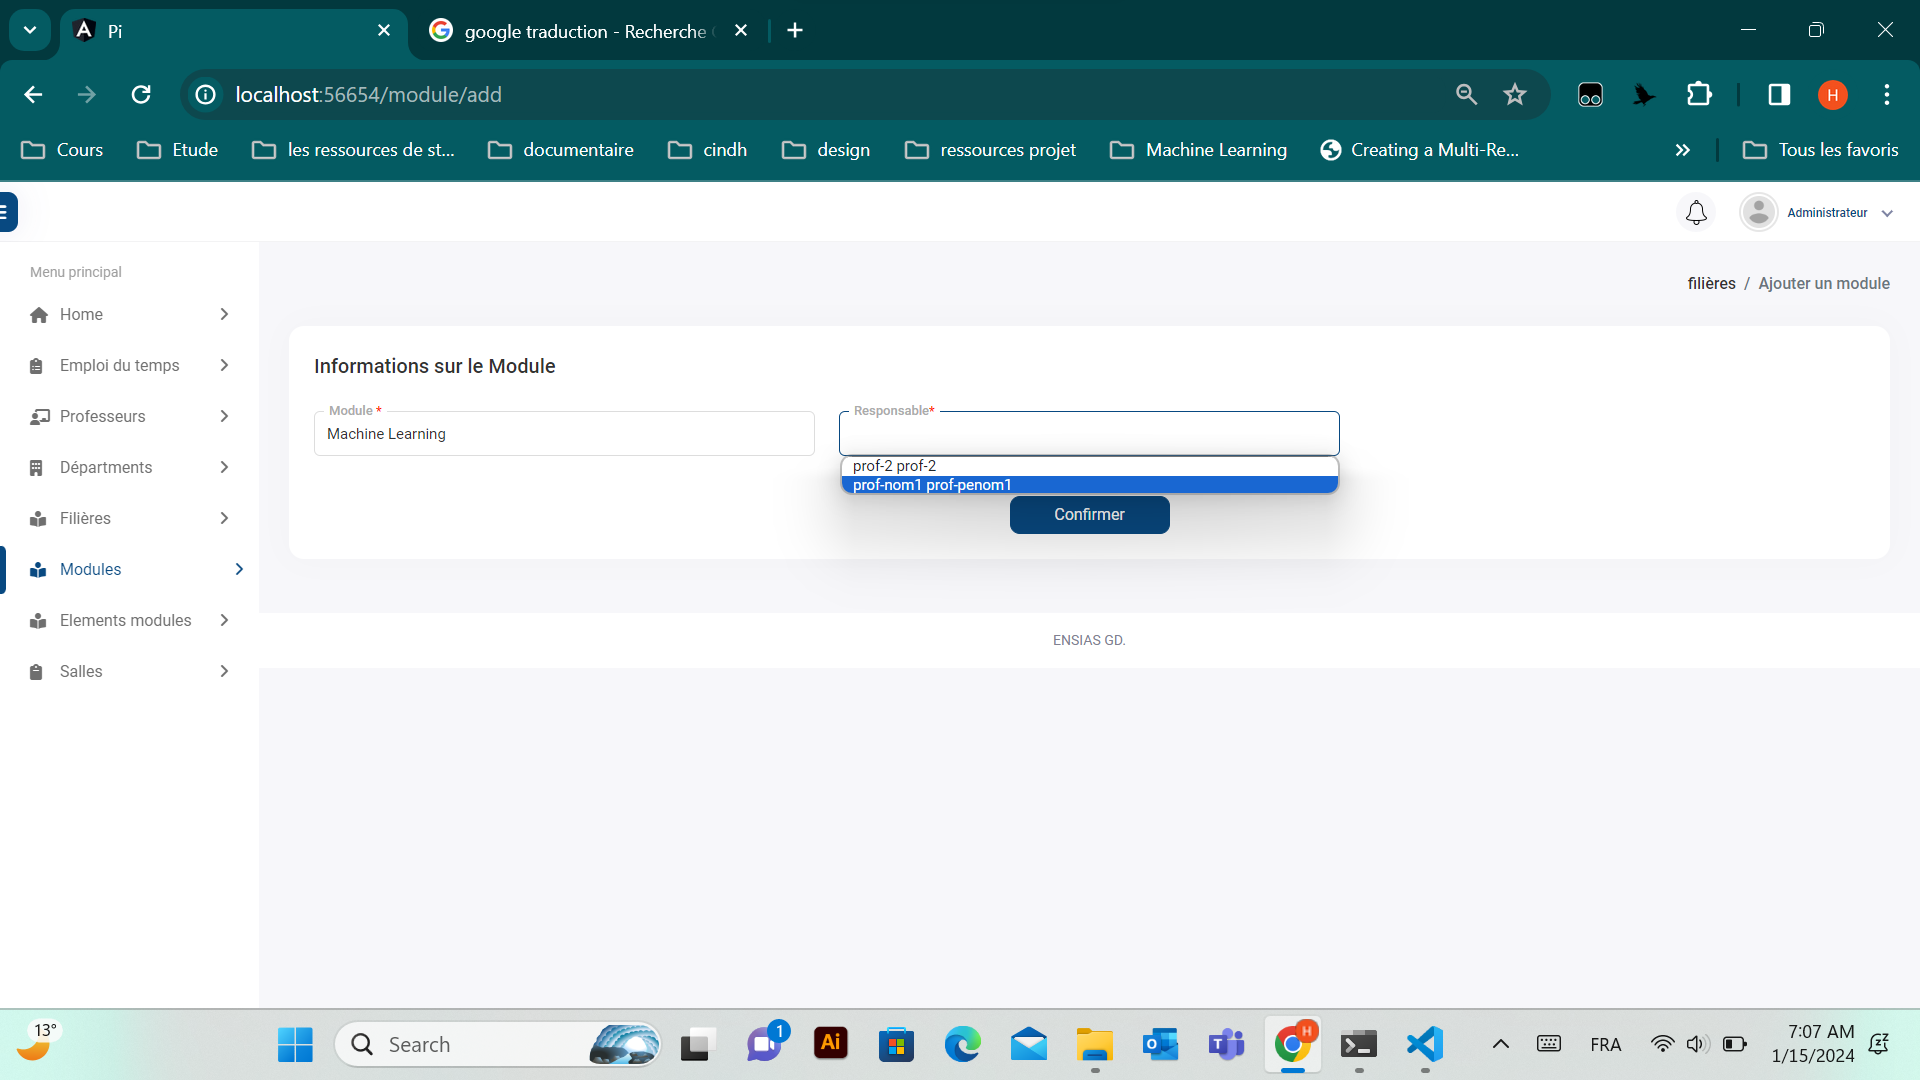 Pi
google traduction - Recherche
localhost:56654/module/add
H
Cours
Etude
les ressources de st...
documentaire
cindh
design
ressources projet
Machine Learning
Creating a Multi-Re...
Tous les favoris
Administrateur
Menu principal
filières / Ajouter un module
Home
Emploi du temps
Professeurs
Départments
Filières
Modules
Elements modules
Salles
Informations sur le Module
Module *
Machine Learning
Responsable*
prof-2 prof-2
prof-nom1 prof-penom1
Confirmer
ENSIAS GD.
13°
Search
1
Ai
H
FRA
7:07 AM
1/15/2024